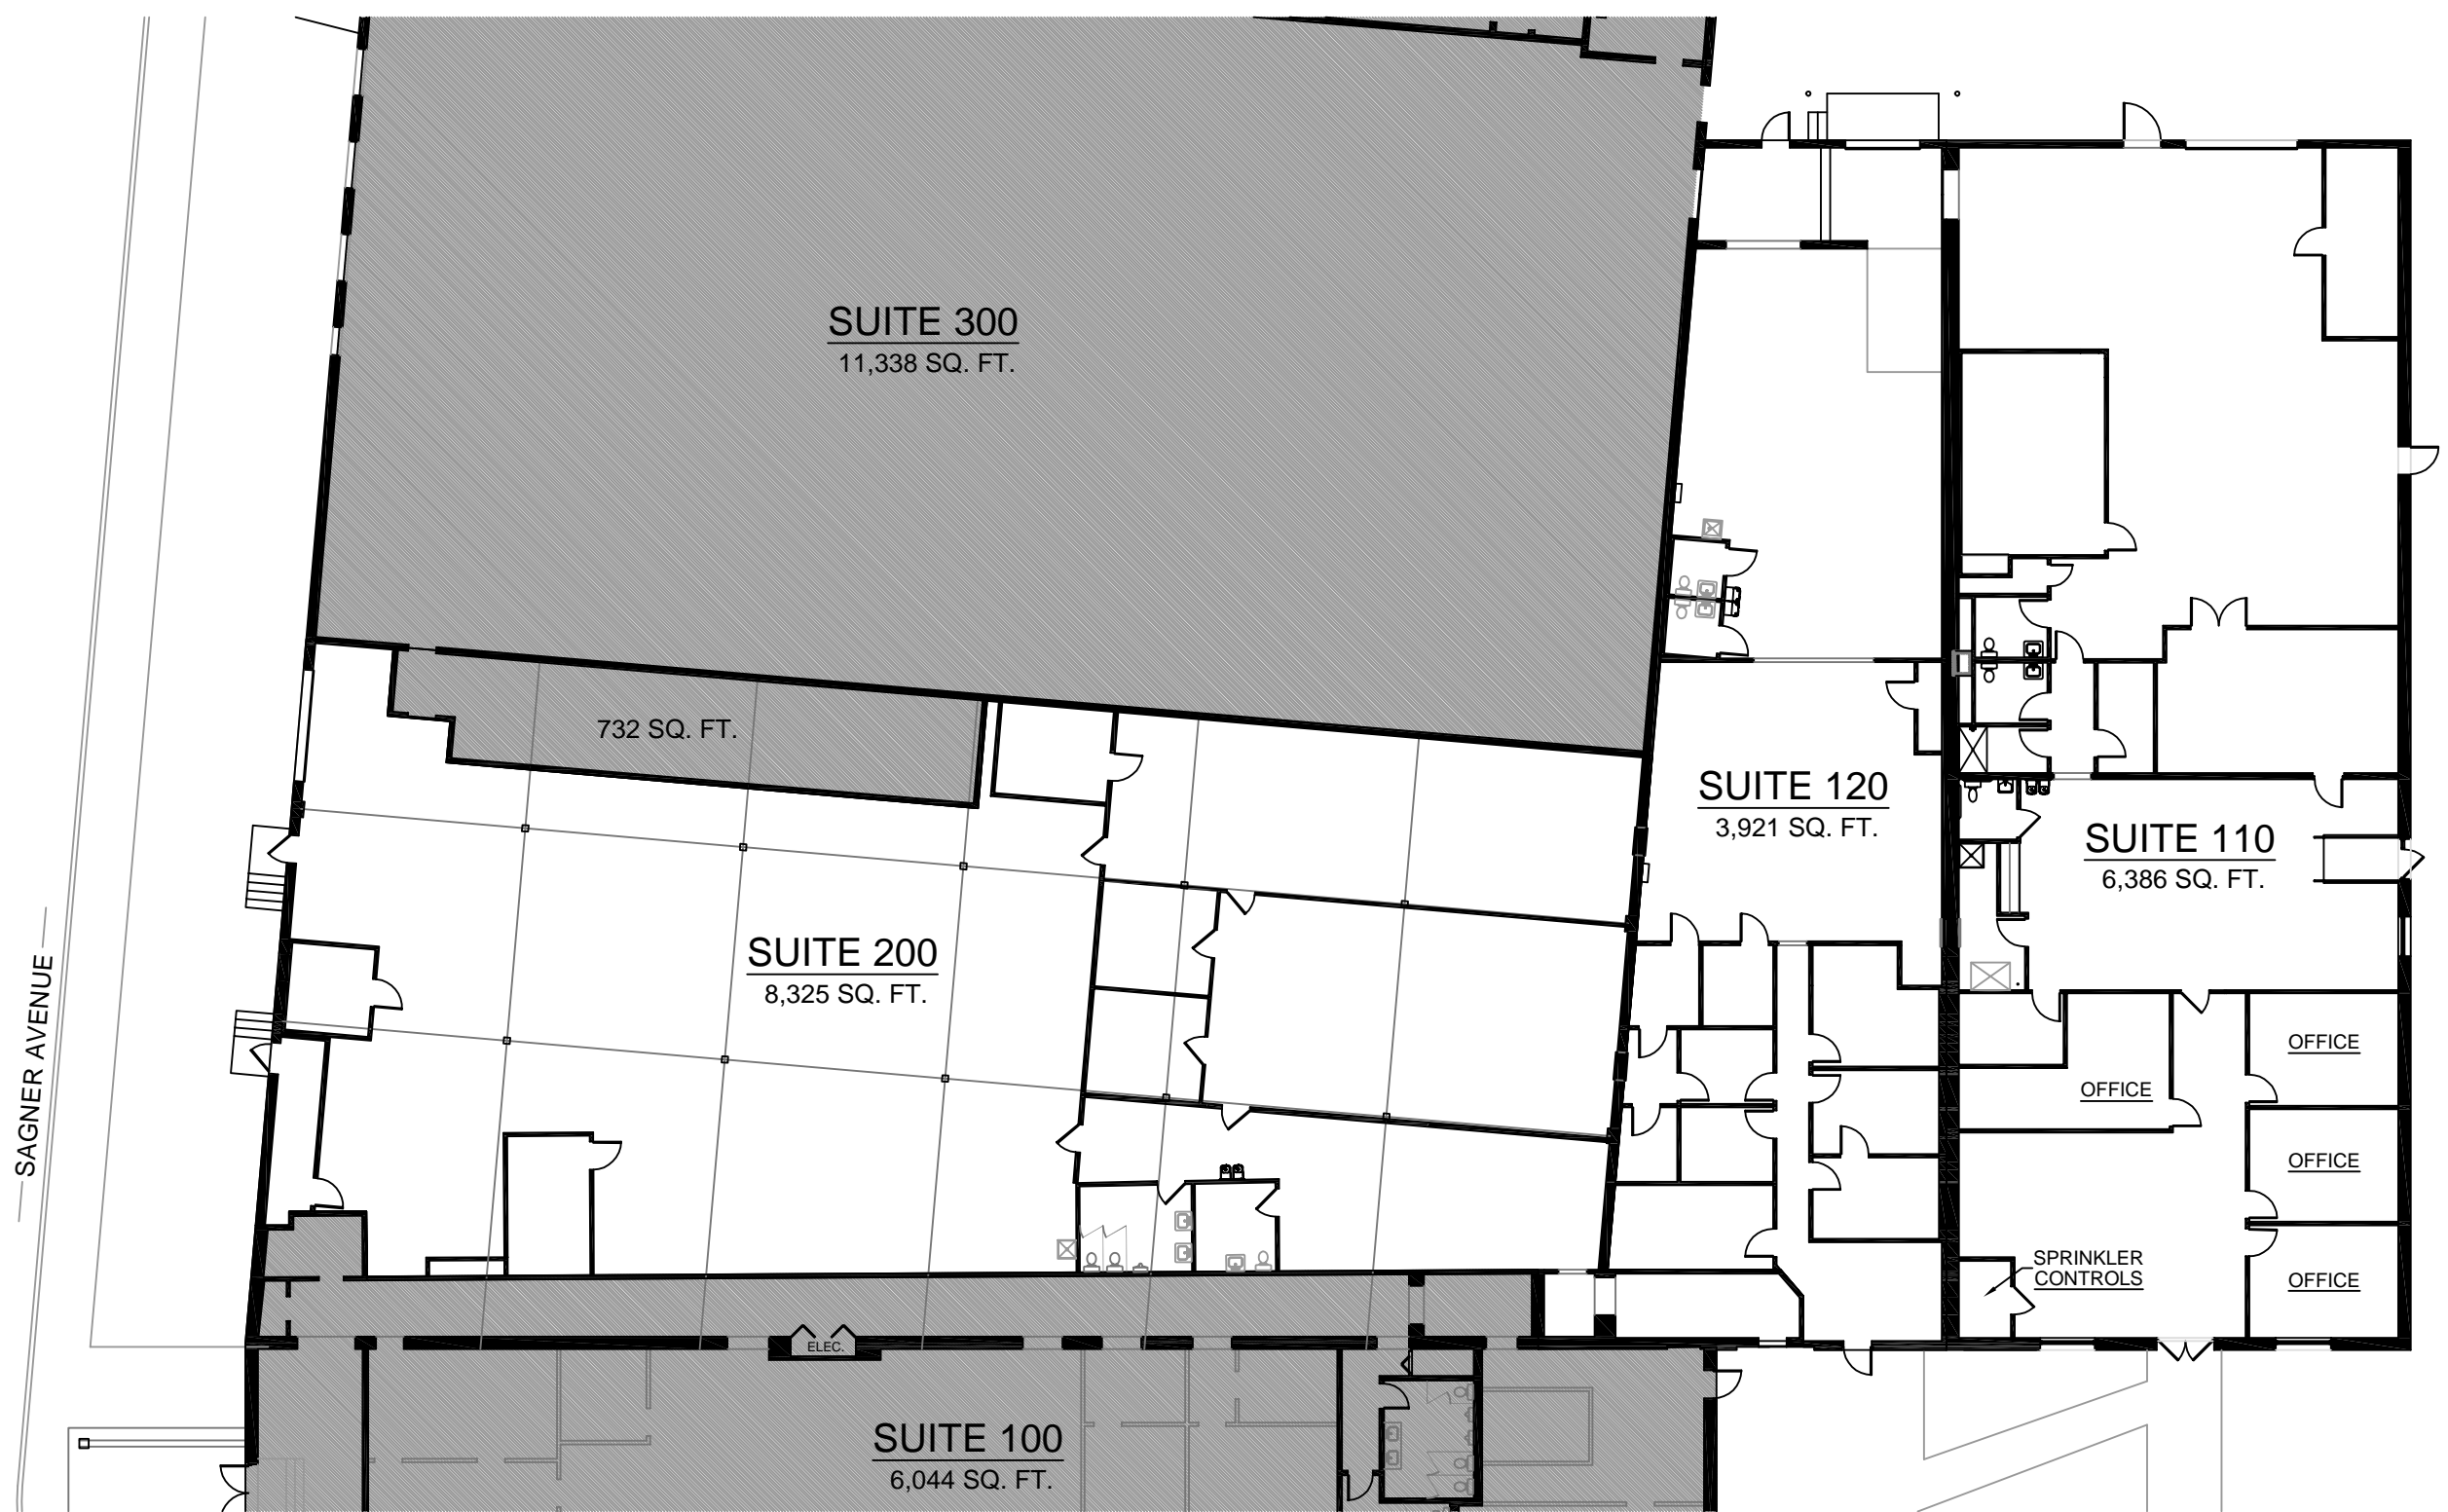 SUITE 300
11,338 SQ. FT.
732 SQ. FT.
SUITE 120
3,921 SQ. FT.
SUITE 110
6,386 SQ. FT.
SUITE 200
8,325 SQ. FT.
SAGNER AVENUE
OFFICE
OFFICE
OFFICE
SPRINKLER
CONTROLS
OFFICE
ELEC.
SUITE 100
6,044 SQ. FT.